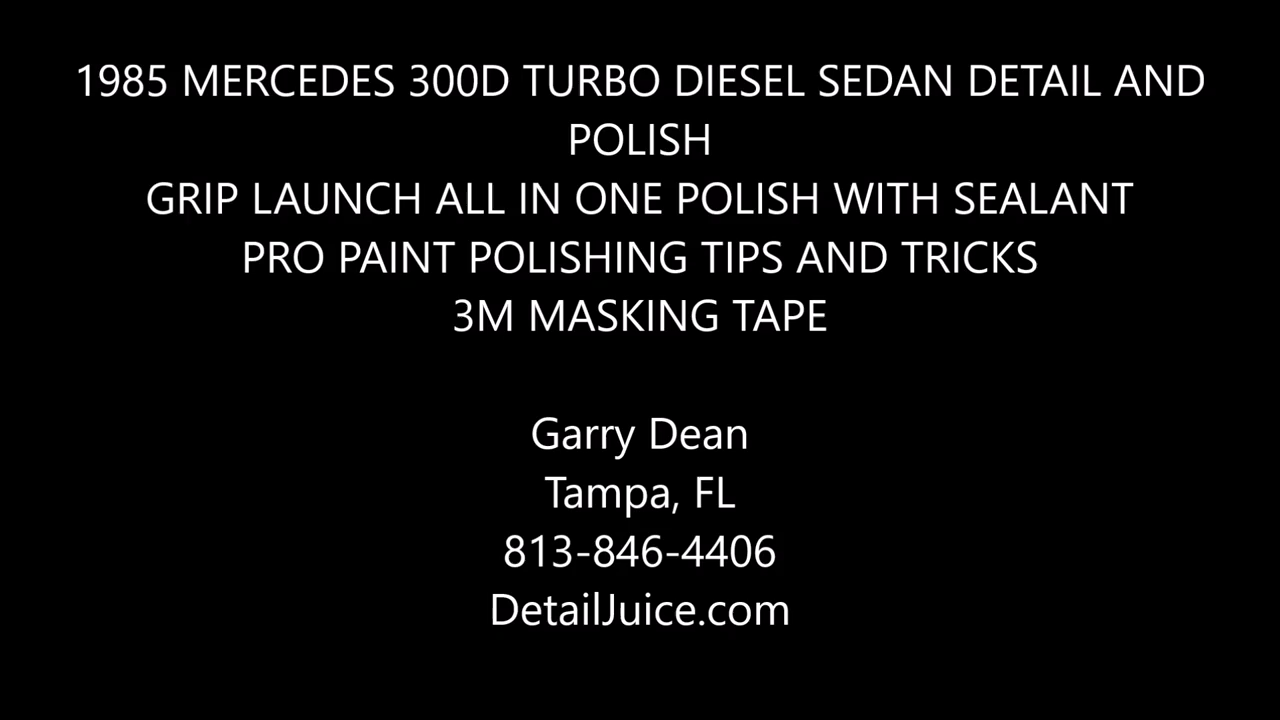 1985 MERCEDES 300D TURBO DIESEL SEDAN DETAIL AND
POLISH
GRIP LAUNCH ALL IN ONE POLISH WITH SEALANT
PRO PAINT POLISHING TIPS AND TRICKS
3M MASKING TAPE
Garry Dean
Tampa, FL
813-846-4406
DetailJuice.com